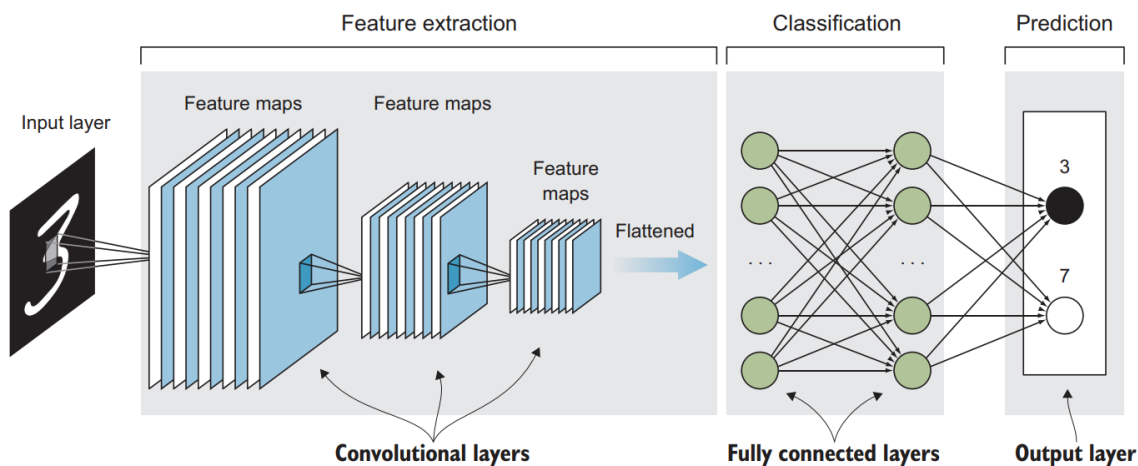 Feature extraction
Classification
Prediction
Feature maps
Feature maps
Input layer
Feature
maps
3
3
Flattened
. . .
. . .
7
Convolutional layers
Fully connected layers
Output layer